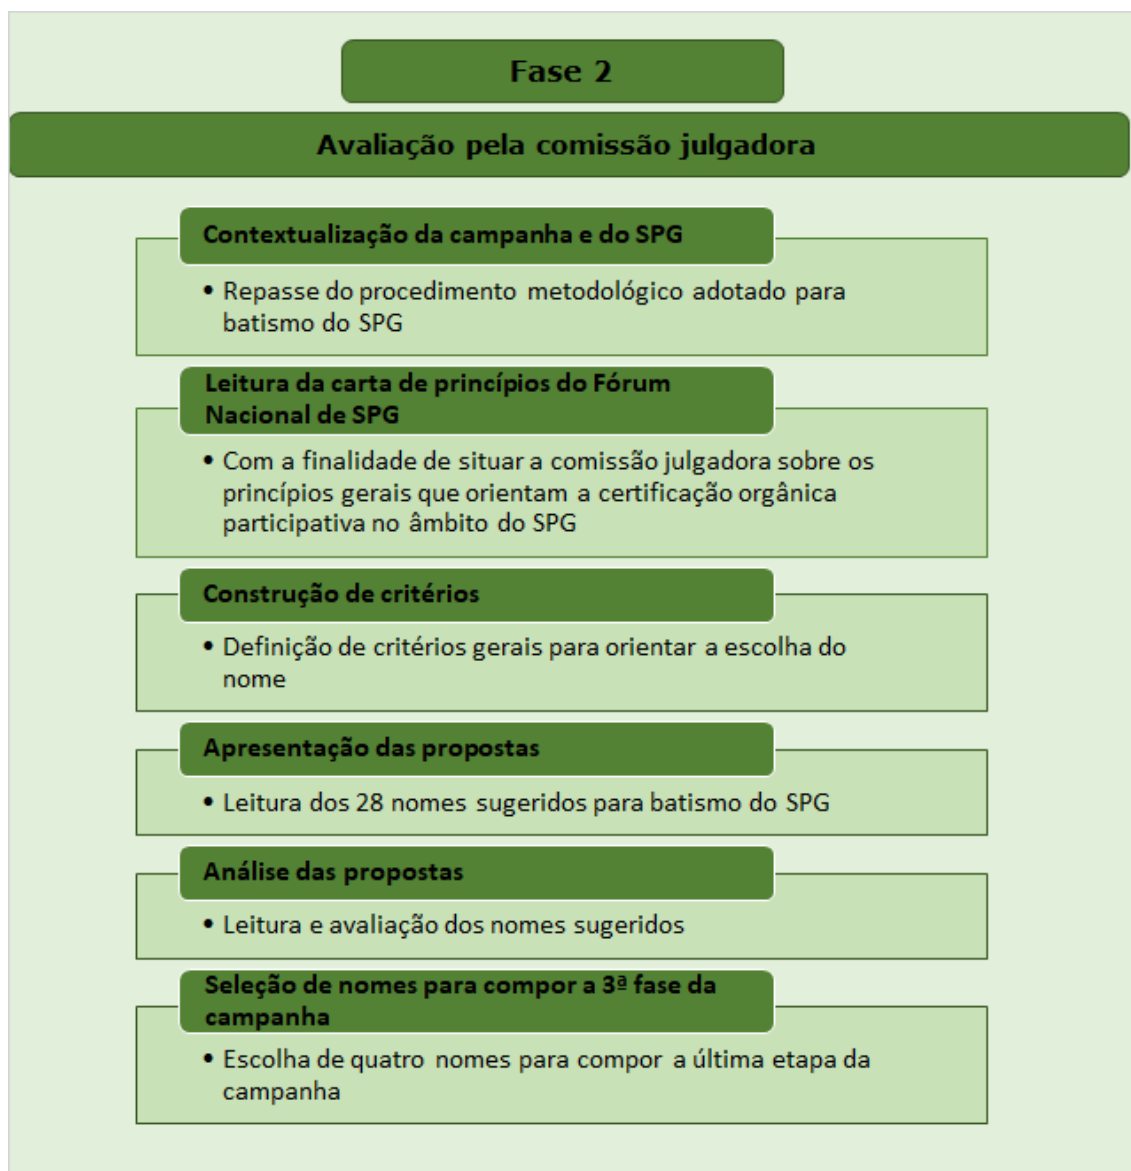 Fase 2
Avaliação pela comissão julgadora
Contextualização da campanha e do SPG
• Repasse do procedimento metodológico adotado para
batismo do SPG
Leitura da carta de princípios do Fórum
Nacional de SPG
• Com a finalidade de situar a comissão julgadora sobre os
princípios gerais que orientam a certificação orgânica
participativa no âmbito do SPG
Construção de critérios
• Definição de critérios gerais para orientar a escolha do
nome
Apresentação das propostas
• Leitura dos 28 nomes sugeridos para batismo do SPG
Análise das propostas
• Leitura e avaliação dos nomes sugeridos
Seleção de nomes para compor a 3ª fase da
campanha
• Escolha de quatro nomes para compor a última etapa da
campanha